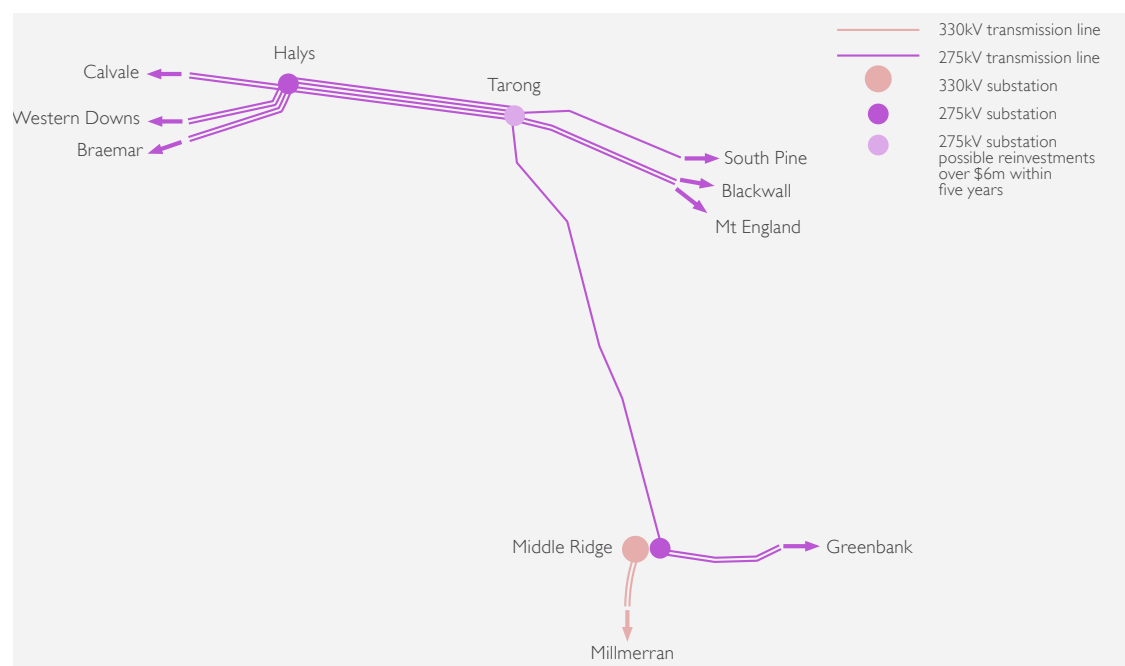 330kV transmission line
Halys
275kV transmission line
Calvale
Tarong
330kV substation
Western Downs
275kV substation
Braemar
275kV substation
possible reinvestments
over $6m within
five years
South Pine
Blackwall
Mt England
Middle Ridge
Greenbank
Millmerran